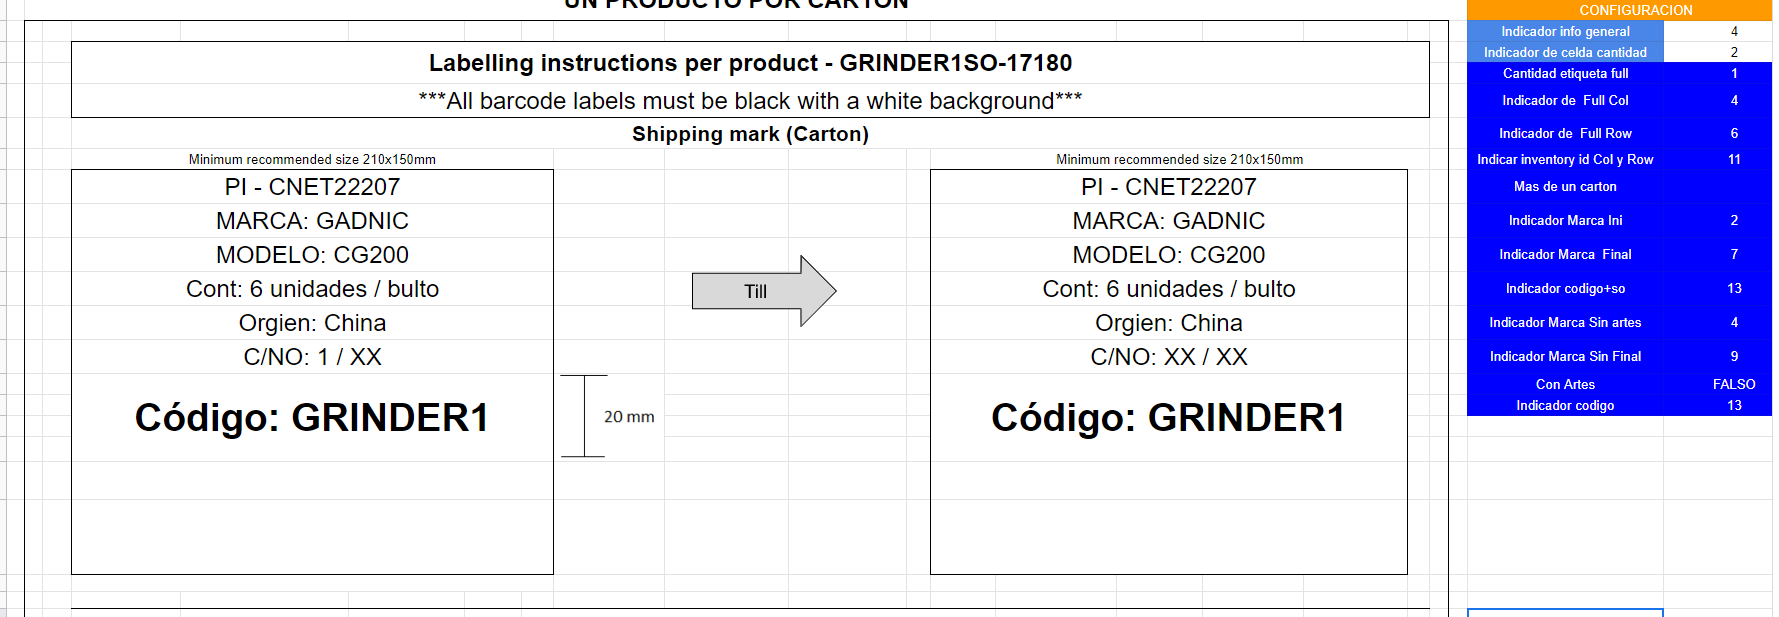 UN PRODUCTO POR CARTON
Labelling instructions per product - GRINDER1SO-17180
***All barcode labels must be black with a white background***
Shipping mark (Carton)
Minimum recommended size 210x150mm
PI - CNET22207
MARCA: GADNIC
MODELO: CG200
Cont: 6 unidades / bulto
Orgien: China
C/NO: 1 / XX
Código: GRINDER1
20 mm
Till
Minimum recommended size 210x150mm
PI - CNET22207
MARCA: GADNIC
MODELO: CG200
Cont: 6 unidades / bulto
Orgien: China
C/NO: XX / XX
Código: GRINDER1
CONFIGURACION
Indicador info general 4
Indicador de celda cantidad 2
Cantidad etiqueta full 1
Indicador de Full Col 4
Indicador de Full Row 6
Indicar inventory id Col y Row 11
Mas de un carton
Indicador Marca Ini 2
Indicador Marca Final 7
Indicador codigo+so 13
Indicador Marca Sin artes 4
Indicador Marca Sin Final 9
Con Artes FALSO
Indicador codigo 13